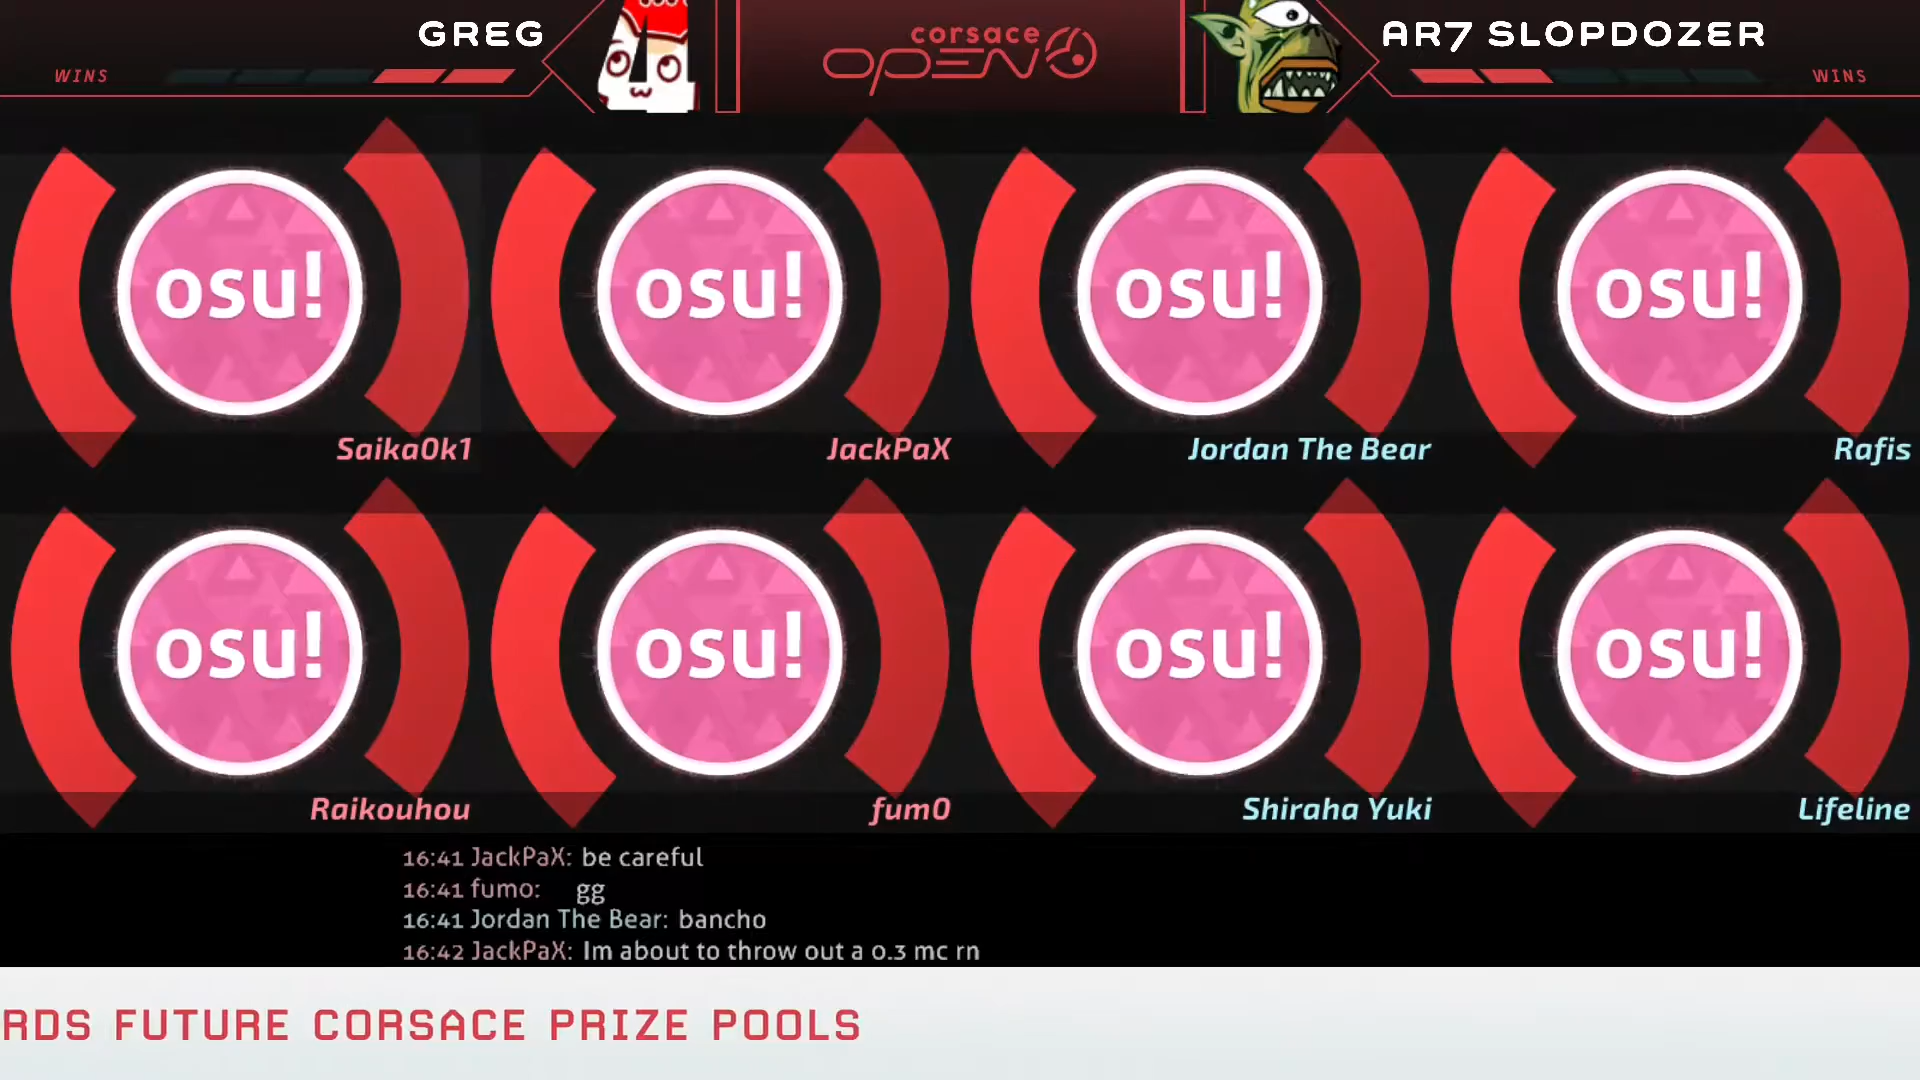 GREG
corsace
AR7 SLOPDOZER
WINS
OPEN
WINS
osu!
osu!
osu!
osu!
Saika0k1
JackPaX
Jordan The Bear
Rafis
osu!
osu!
osu!
osu!
Raikouhou
fum0
Shiraha Yuki
Lifeline
16:41 JackPaX: be careful
16:41 fumo: gg
16:41 Jordan The Bear: bancho
16:42 JackPaX: Im about to throw out a 0.3 mc rn
RDS FUTURE CORSACE PRIZE POOLS